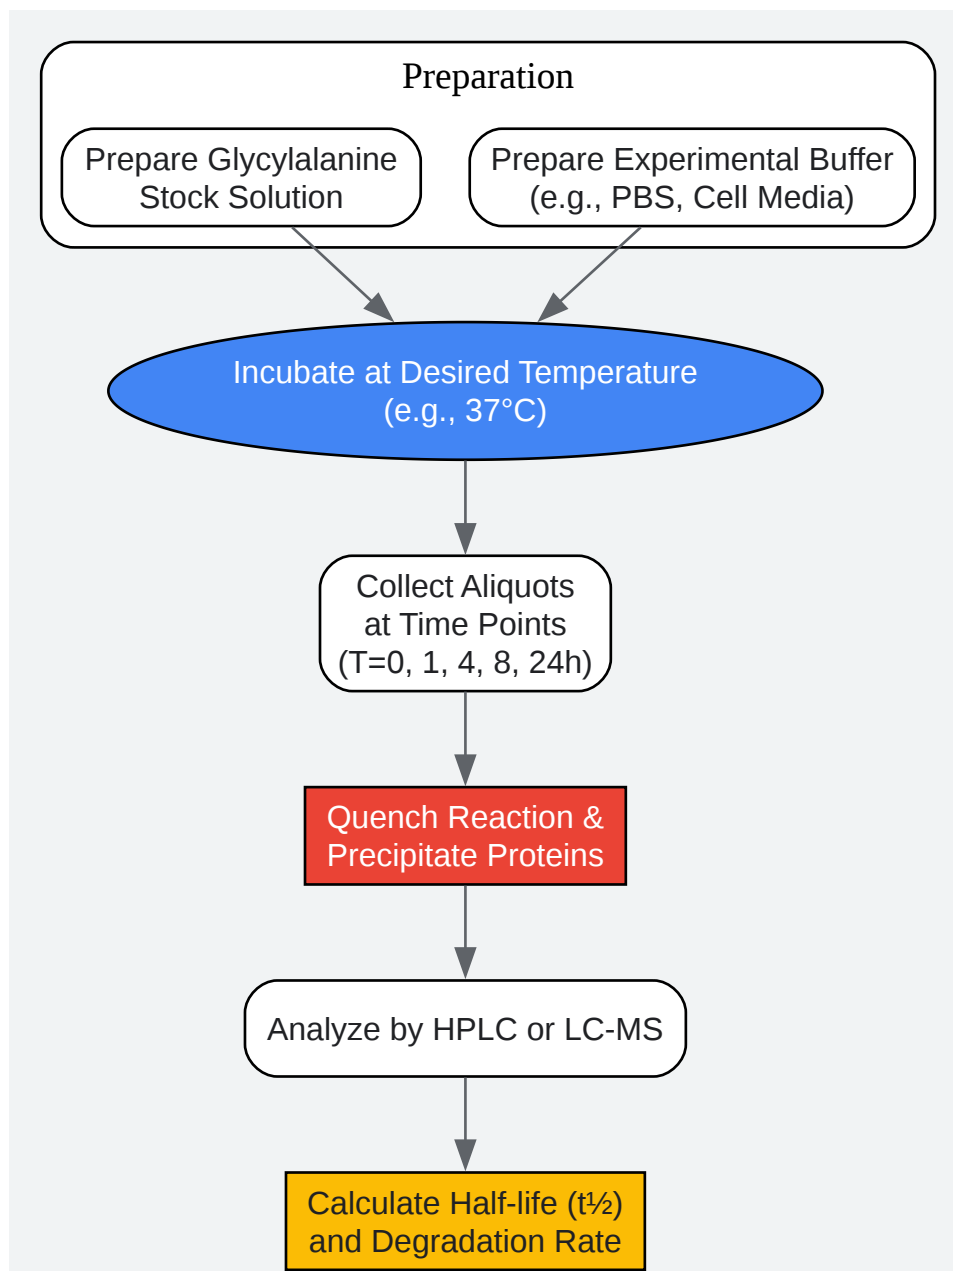 Preparation
Prepare Glycylalanine
Stock Solution
Prepare Experimental Buffer
(e.g., PBS, Cell Media)
Incubate at Desired Temperature
(e.g., 37°C)
Collect Aliquots
at Time Points
(T=0, 1, 4, 8, 24h)
Quench Reaction &
Precipitate Proteins
Analyze by HPLC or LC-MS
Calculate Half-life (t½)
and Degradation Rate